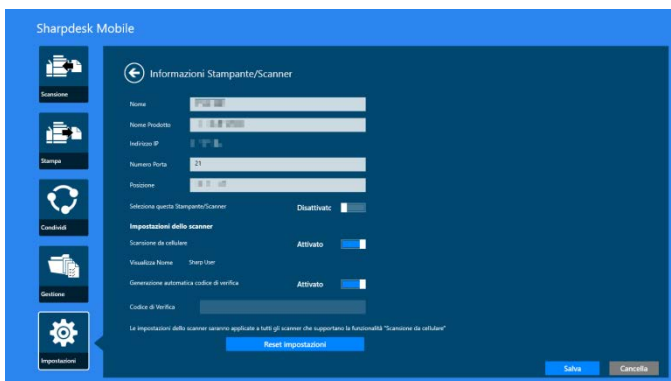 Sharpdesk Mobile
Scansione
Stampa
Condividi
Gestione
Impostazioni
Informazioni Stampante/Scanner
Nome
Nome Prodotto
Indirizzo IP
Numero Porta 21
Posizione
Seleziona questa Stampante/Scanner Disattivatc
Impostazioni dello scanner
Scansione da cellulare Attivato
Visualizza Nome Sharp User
Generazione automatica codice di verifica Attivato
Codice di Verifica
Le impostazioni dello scanner saranno applicate a tutti gli scanner che supportano la funzionalità "Scansione da cellulare"
Reset impostazioni
Salva Cancella